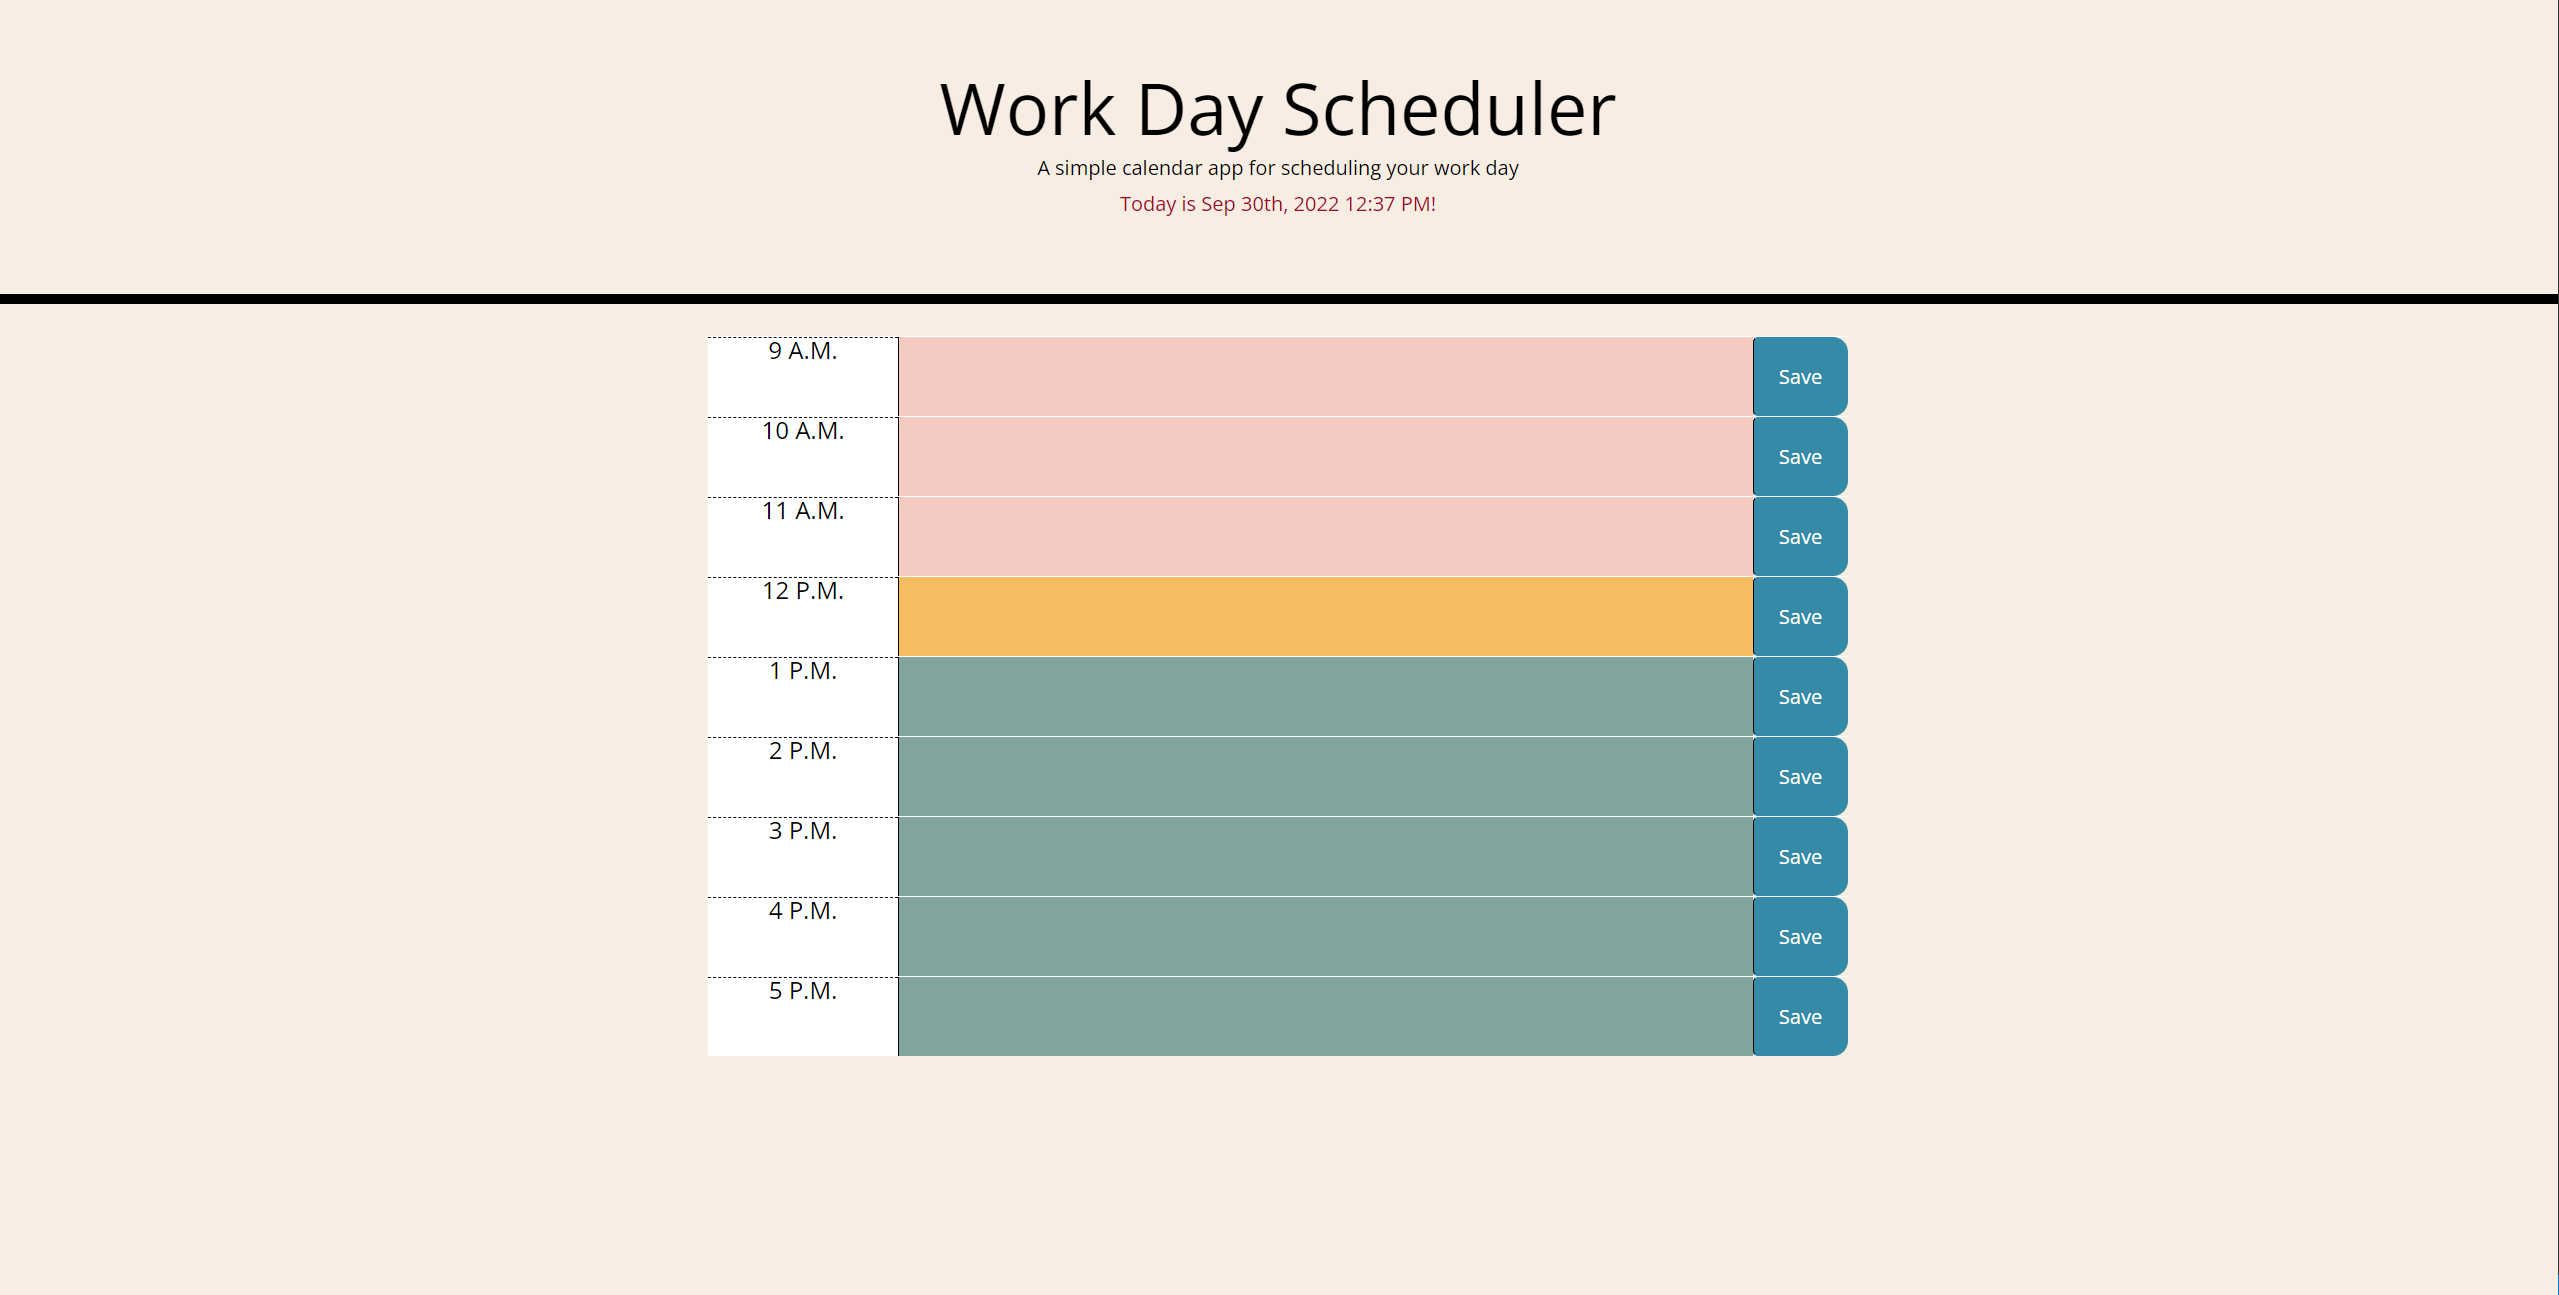 Work Day Scheduler
A simple calendar app for scheduling your work day
Today is Sep 30th, 2022 12:37 PM!
9 A.M. Save
10 A.M. Save
11 A.M. Save
12 P.M. Save
1 P.M. Save
2 P.M. Save
3 P.M. Save
4 P.M. Save
5 P.M. Save